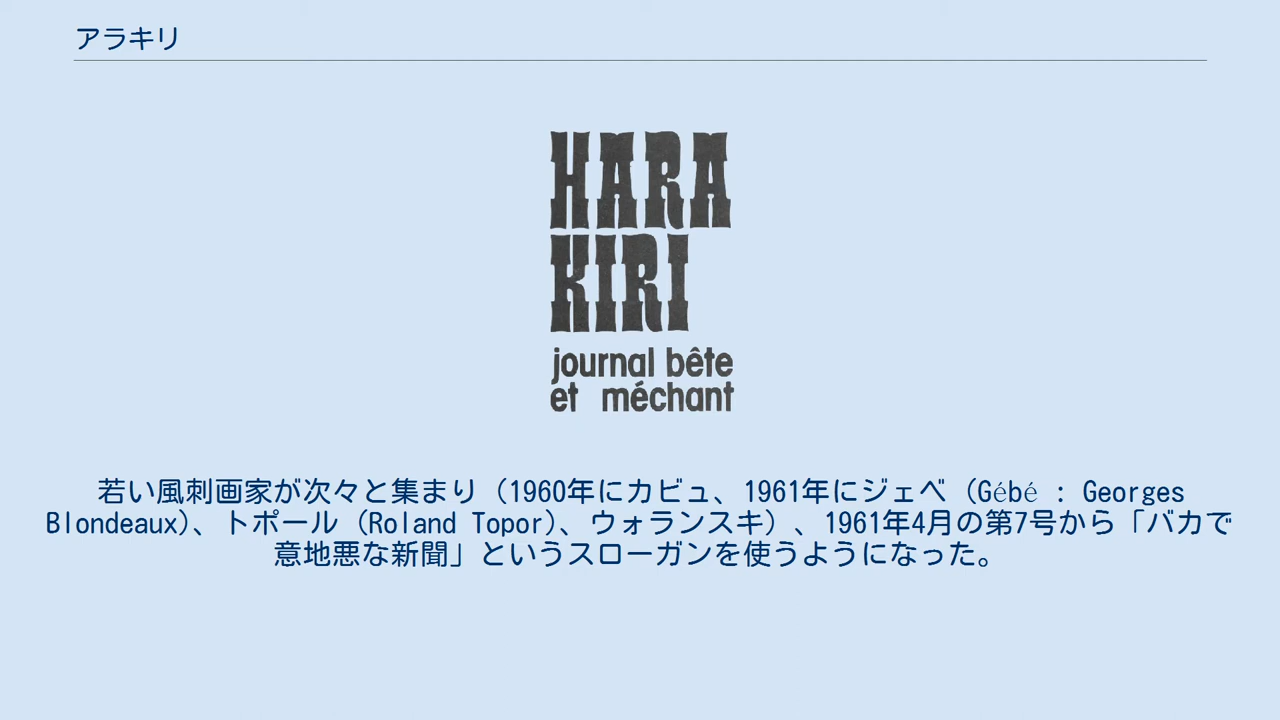 アラキリ
HARA
KIRI
journal bête
et méchant
若い風刺画家が次々と集まり（1960年にカビュ、1961年にジェベ（Gébé : Georges
Blondeaux)、トポール（Roland Topor)、ウォランスキ）、1961年4月の第7号から「バカで
意地悪な新聞」というスローガンを使うようになった。